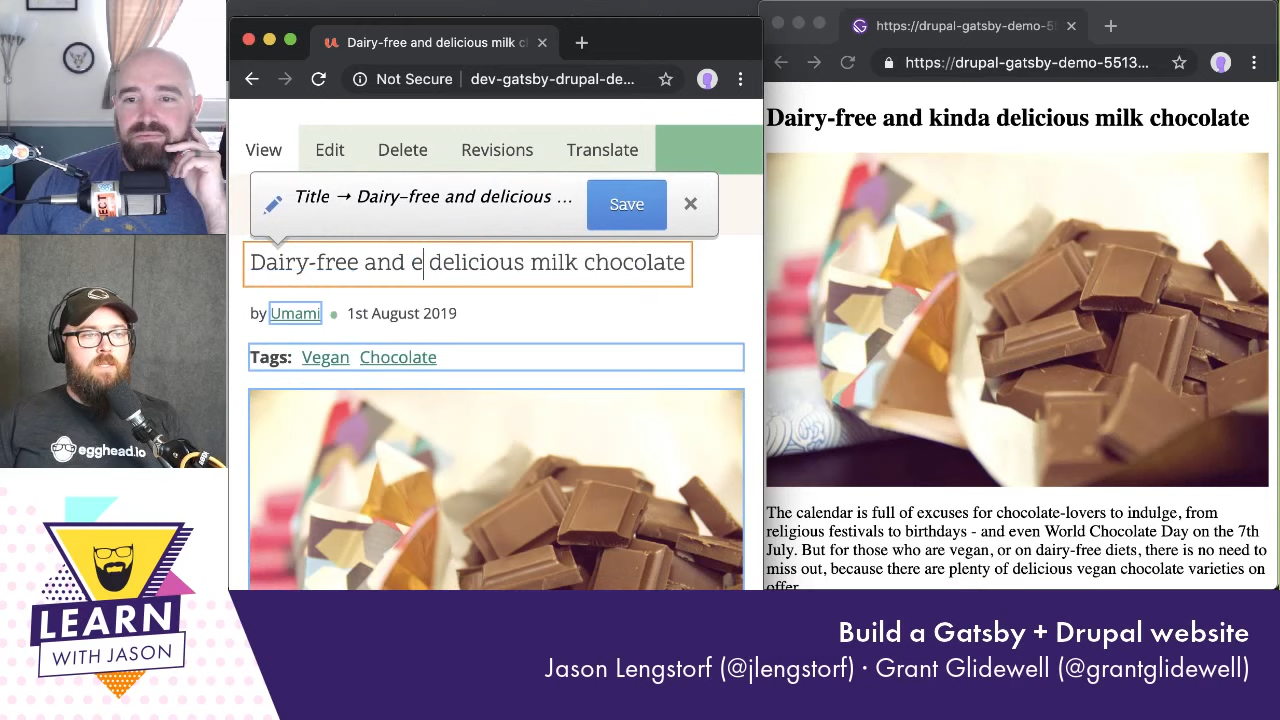 Dairy-free and delicious milk c
Not Secure
dev-gatsby-drupal-de...
View
Edit
Delete
Revisions
Translate
Title → Dairy-free and delicious ...
Save
Dairy-free and e delicious milk chocolate
by Umami
1st August 2019
Tags: Vegan Chocolate
https://drupal-gatsby-demo-5
https://drupal-gatsby-demo-5513...
Dairy-free and kinda delicious milk chocolate
The calendar is full of excuses for chocolate-lovers to indulge, from
religious festivals to birthdays - and even World Chocolate Day on the 7th
July. But for those who are vegan, or on dairy-free diets, there is no need to
miss out, because there are plenty of delicious vegan chocolate varieties on
offer.
egghead.io
LEARN
WITH JASON
Build a Gatsby + Drupal website
Jason Lengstorf (@jlengstorf) · Grant Glidewell (@grantglidewell)